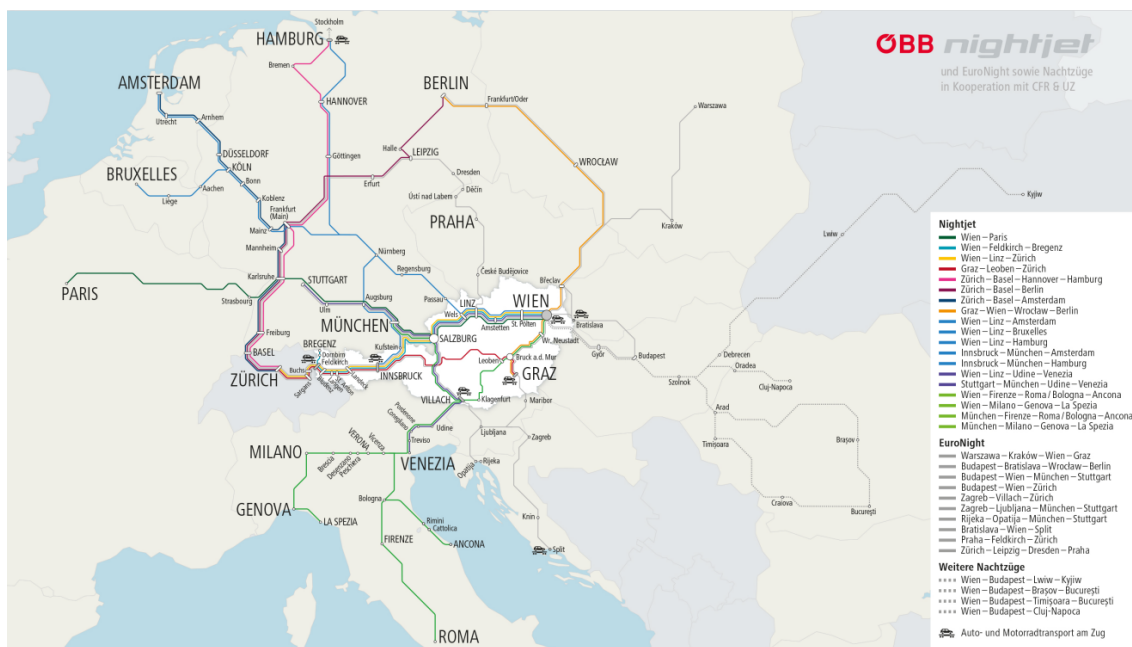 Stockholm
HAMBURG
Bremen
ÖBB nightjet
und EuroNight sowie Nachtzüge
in Kooperation mit CFR & UZ
AMSTERDAM
BERLIN
Frankfurt/Oder
Warszawa
HANNOVER
Utrecht
Arnhem
DÜSSELDORF
KÖLN
Göttingen
Halle
LEIPZIG
WROCŁAW
BRUXELLES
Aachen
Liège
Bonn
Koblenz
Erfurt
Dresden
Děčín
Ústí nad Labem
Kyjiw
Frankfurt
(Main)
Mainz
PRAHA
Kraków
Lwiw
Mannheim
Nürnberg
Regensburg
Karlsruhe
STUTTGART
České Budějovice
Břeclav
PARIS
Strasbourg
Ulm
Augsburg
Passau
LINZ
WIEN
Wels
Amstetten
St. Pölten
Bratislava
MÜNCHEN
Freiburg
SALZBURG
Wr. Neustadt
BASEL
BREGENZ
Dornbirn
Feldkirch
Kufstein
Győr
Budapest
Debrecen
Oradea
ZÜRICH
Buchs
Sargans
Bludenz
Langen
St. Anton
Landeck
INNSBRUCK
Leoben
Bruck a.d. Mur
GRAZ
Szolnok
Cluj-Napoca
VILLACH
Klagenfurt
Maribor
Arad
Pordenone
Conegliano
Udine
Treviso
Ljubljana
Zagreb
Timișoara
Brașov
MILANO
Brescia
Desenzano
Peschiera
VERONA
Vicenza
VENEZIA
Opatija
Rijeka
Craiova
București
GENOVA
LA SPEZIA
Bologna
Rimini
Cattolica
Knin
FIRENZE
ANCONA
Split
ROMA
Nightjet
Wien – Paris
Wien – Feldkirch – Bregenz
Wien – Linz – Zürich
Graz – Leoben – Zürich
Zürich – Basel – Hannover – Hamburg
Zürich – Basel – Berlin
Zürich – Basel – Amsterdam
Graz – Wien – Wrocław – Berlin
Wien – Linz – Amsterdam
Wien – Linz – Bruxelles
Wien – Linz – Hamburg
Innsbruck – München – Amsterdam
Innsbruck – München – Hamburg
Wien – Linz – Udine – Venezia
Stuttgart – München – Udine – Venezia
Wien – Firenze – Roma / Bologna – Ancona
Wien – Milano – Genova – La Spezia
München – Firenze – Roma / Bologna – Ancona
München – Milano – Genova – La Spezia
EuroNight
Warszawa – Kraków – Wien – Graz
Budapest – Bratislava – Wrocław – Berlin
Budapest – Wien – München – Stuttgart
Budapest – Wien – Zürich
Zagreb – Villach – Zürich
Zagreb – Ljubljana – München – Stuttgart
Rijeka – Opatija – München – Stuttgart
Bratislava – Wien – Split
Praha – Feldkirch – Zürich
Zürich – Leipzig – Dresden – Praha
Weitere Nachtzüge
Wien – Budapest – Lwiw – Kyjiw
Wien – Budapest – Brașov – București
Wien – Budapest – Timișoara – București
Wien – Budapest – Cluj-Napoca
Auto- und Motorradtransport am Zug